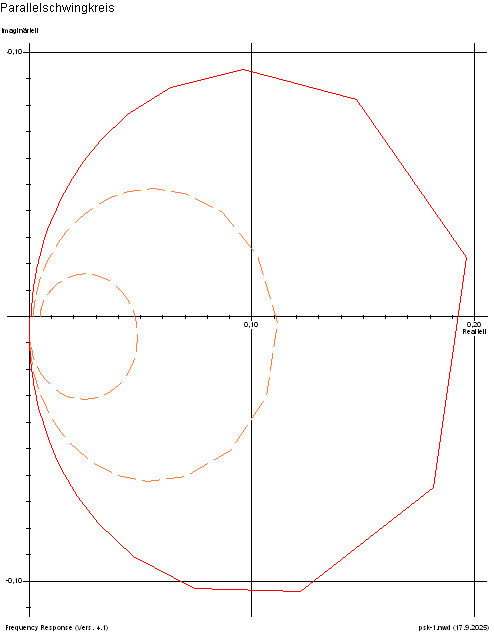 Parallelschwingkreis
Imaginärteil
-0,10
0,10
0,20
Realteil
-0,10
Frequency Response (Vers. 4.1)
psk-1.nwd (17.9.2025)